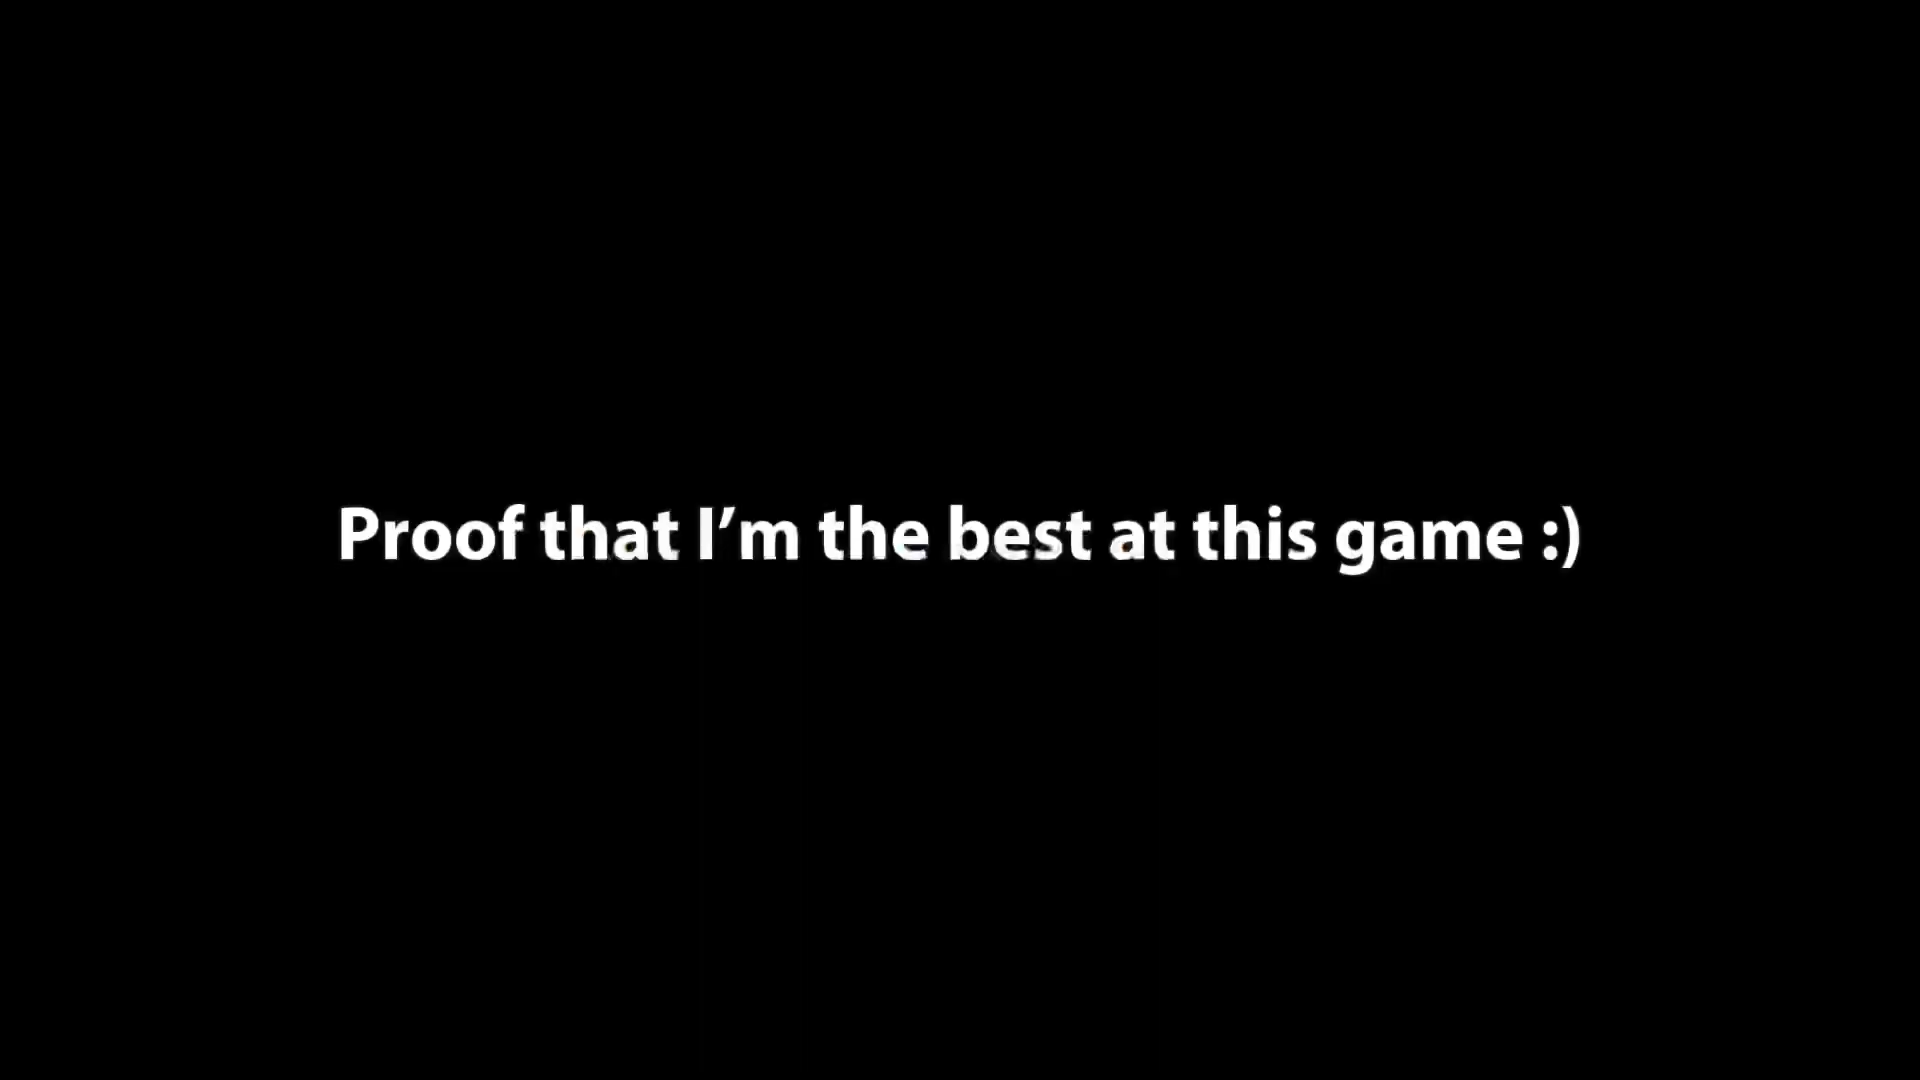 Proof that I’m the best at this game :)